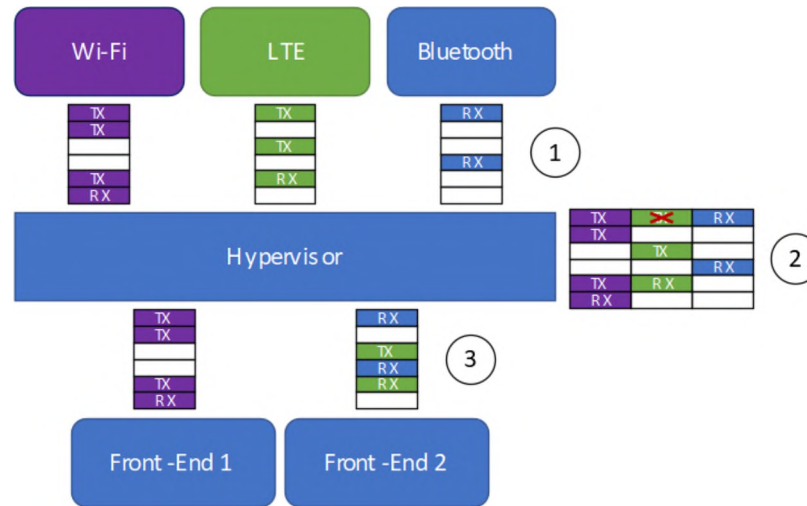 Wi-Fi
LTE
Bluetooth
TX
TX
TX
RX
TX
TX
RX
RX
TX
RX
1
Hypervisor
TX
RX
TX
TX
RX
TX
RX
RX
2
TX
TX
TX
RX
RX
TX
RX
RX
3
Front-End 1
Front-End 2